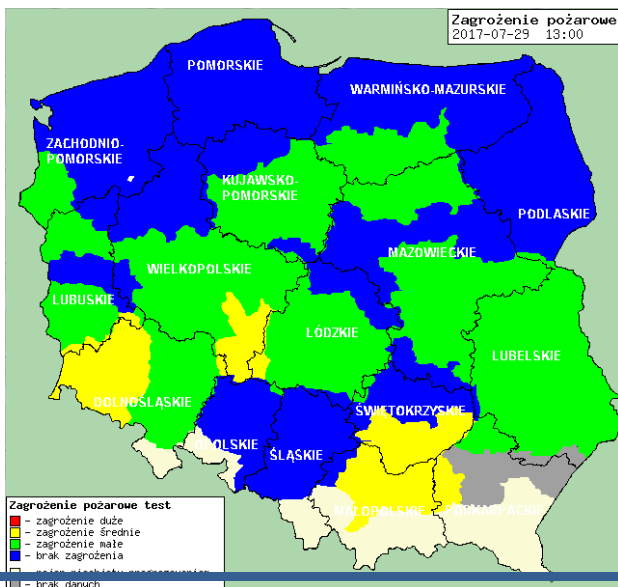 Zagrożenie pożarowe
2017-07-29 13:00
POMORSKIE
WARMIŃSKO-MAZURSKIE
ZACHODNIO-
POMORSKIE
KUJAWSKO-
POMORSKIE
PODLASKIE
MAZOWIECKIE
WIELKOPOLSKIE
LUBUSKIE
ŁÓDZKIE
LUBELSKIE
DOLNOŚLĄSKIE
ŚWIĘTOKRZYSKIE
OPOLSKIE
ŚLĄSKIE
MAŁOPOLSKIE
PODKARPACKIE
Zagrożenie pożarowe test
- zagrożenie duże
- zagrożenie średnie
- zagrożenie małe
- brak zagrożenia
- brak danych